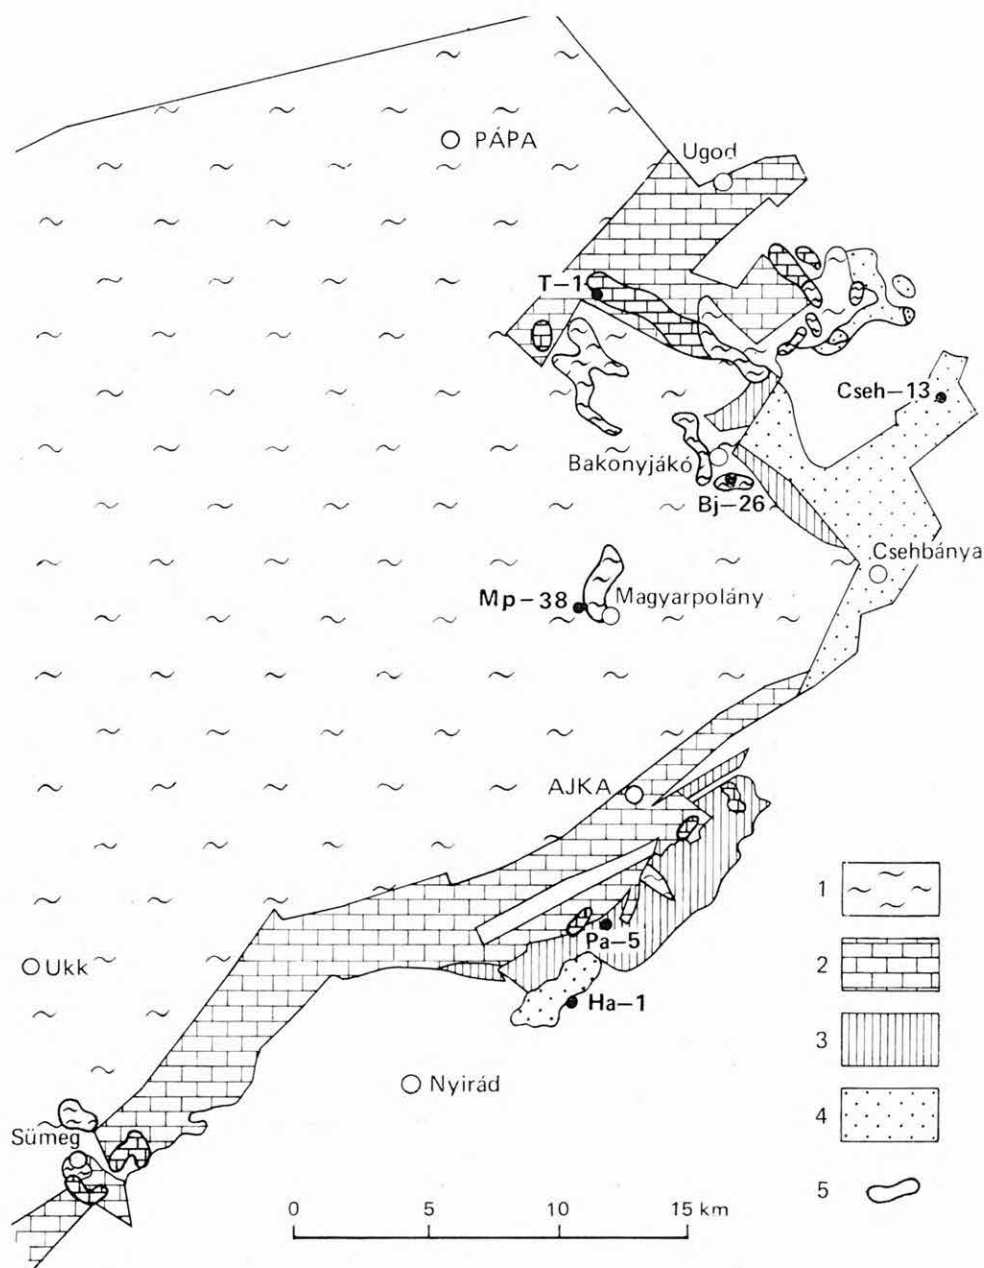 PÁPA
Ugod
T–1
Cseh–13
Bakonyjákó
Bj–26
Csehbánya
Mp–38
Magyarpolány
AJKA
1
2
Pa–5
Ukk
Ha–1
3
Nyirád
4
Sümeg
5
0 5 10 15 km